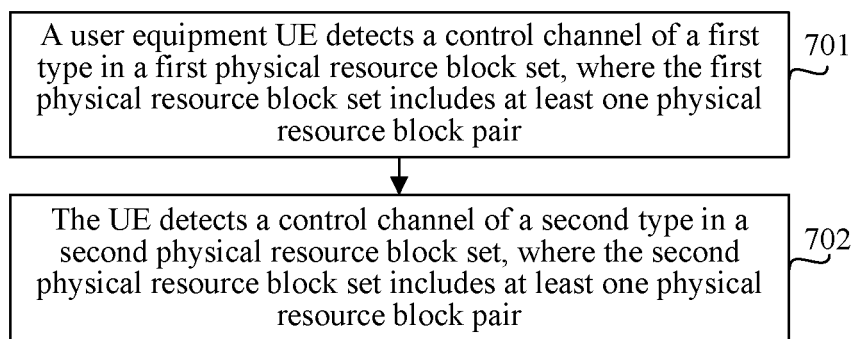 A user equipment UE detects a control channel of a first
type in a first physical resource block set, where the first
physical resource block set includes at least one physical
resource block pair
701
The UE detects a control channel of a second type in a
second physical resource block set, where the second
physical resource block set includes at least one physical
resource block pair
702